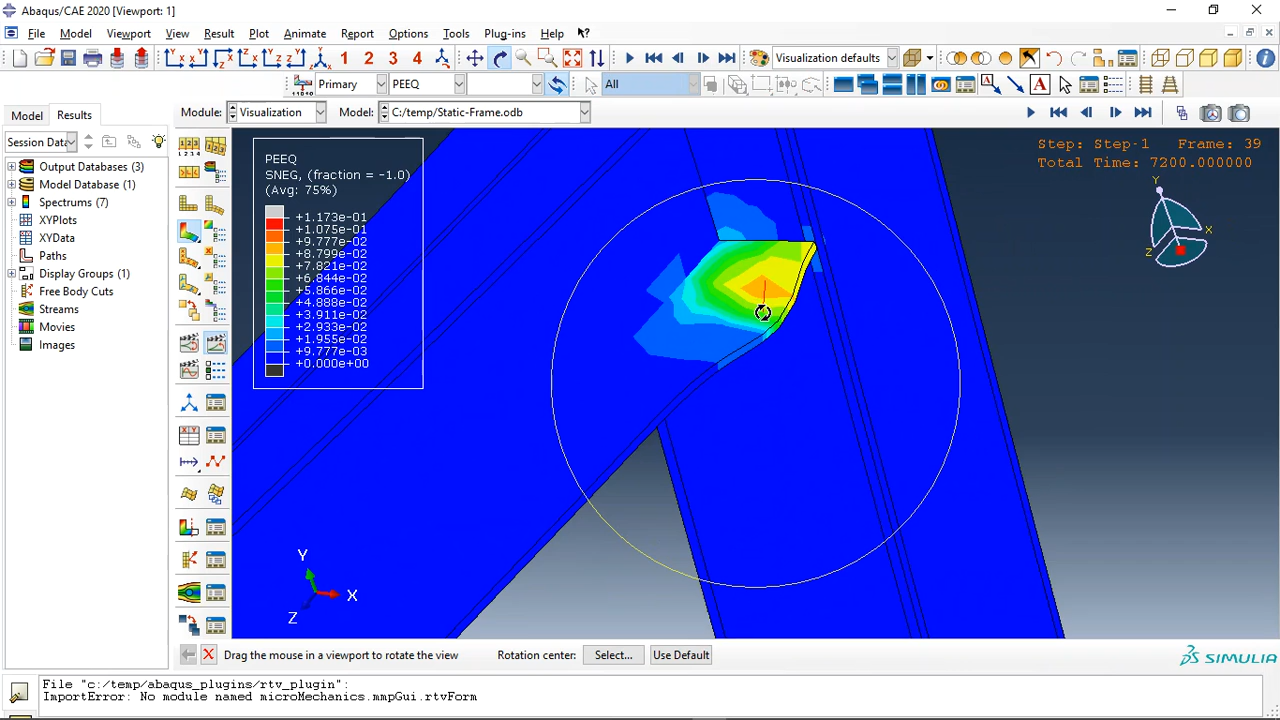 Abaqus/CAE 2020 [Viewport: 1]
File Model Viewport View Result Plot Animate Report Options Tools Plug-ins Help
1 2 3 4 Visualization defaults
Primary PEEQ All
Model Results Module: Visualization Model: C:/temp/Static-Frame.odb
Session Data
Output Databases (3)
Model Database (1)
Spectrums (7)
XYPlots
XYData
Paths
Display Groups (1)
Free Body Cuts
Streams
Movies
Images
PEEQ
SNEG, (fraction = -1.0)
(Avg: 75%)
+1.173e-01
+1.075e-01
+9.777e-02
+8.799e-02
+7.821e-02
+6.844e-02
+5.866e-02
+4.888e-02
+3.911e-02
+2.933e-02
+1.955e-02
+9.777e-03
+0.000e+00
Step: Step-1 Frame: 39
Total Time: 7200.000000
Y
X
Z
Y
X
Z
Drag the mouse in a viewport to rotate the view Rotation center: Select... Use Default
SIMULIA
File "c:/temp/abaqus_plugins/rtv_plugin":
ImportError: No module named microMechanics.mmpGui.rtvForm